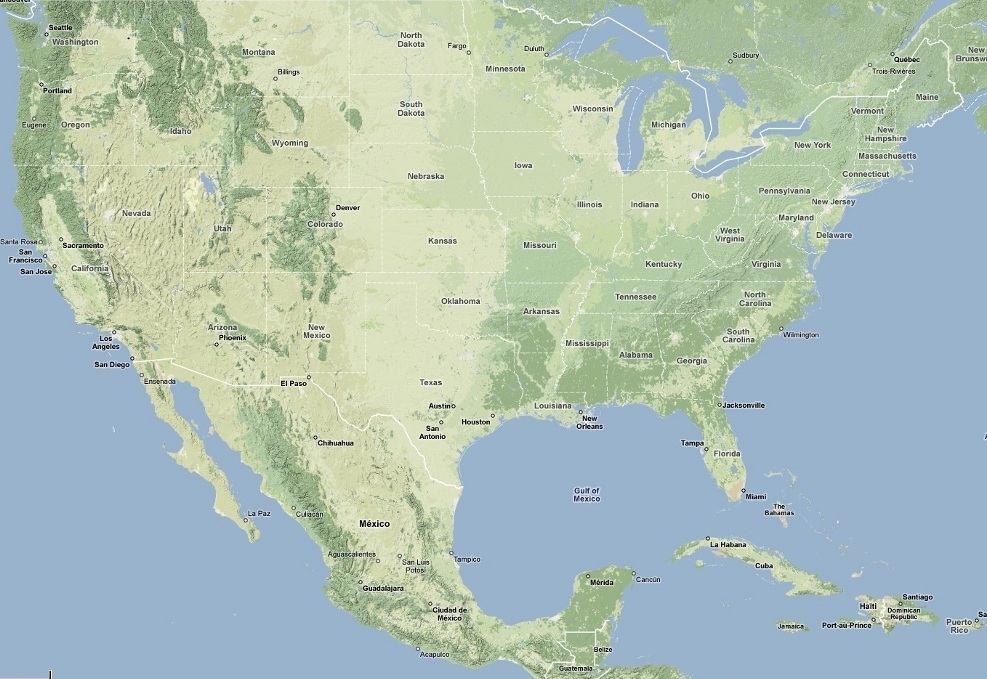 Vancouver
Seattle
Washington
Montana
North
Dakota
Fargo
Duluth
Minnesota
Sudbury
Québec
Trois-Rivières
New
Brunsw
Billings
Portland
Eugene
Oregon
Idaho
Wyoming
South
Dakota
Wisconsin
Michigan
Maine
Vermont
New
Hampshire
New York
Massachusetts
Connecticut
Iowa
Nebraska
Illinois
Indiana
Ohio
Pennsylvania
New Jersey
Maryland
Delaware
West
Virginia
Virginia
Nevada
Utah
Denver
Colorado
Kansas
Missouri
Kentucky
Santa Rosa
Sacramento
San
Francisco
San Jose
California
Oklahoma
Arkansas
Tennessee
North
Carolina
South
Carolina
Wilmington
Los
Angeles
San Diego
Arizona
Phoenix
New
Mexico
Mississippi
Alabama
Georgia
Ensenada
El Paso
Texas
Austin
San
Antonio
Houston
Louisiana
New
Orleans
Jacksonville
Tampa
Florida
Miami
The
Bahamas
Gulf of
Mexico
Chihuahua
La Paz
Culiacán
México
Aguascalientes
San Luis
Potosí
Tampico
Guadalajara
Ciudad de
México
Acapulco
Mérida
Cancún
Belize
Guatemala
La Habana
Cuba
Jamaica
Haiti
Port-au-Prince
Santiago
Dominican
Republic
Puerto
Rico
Sa